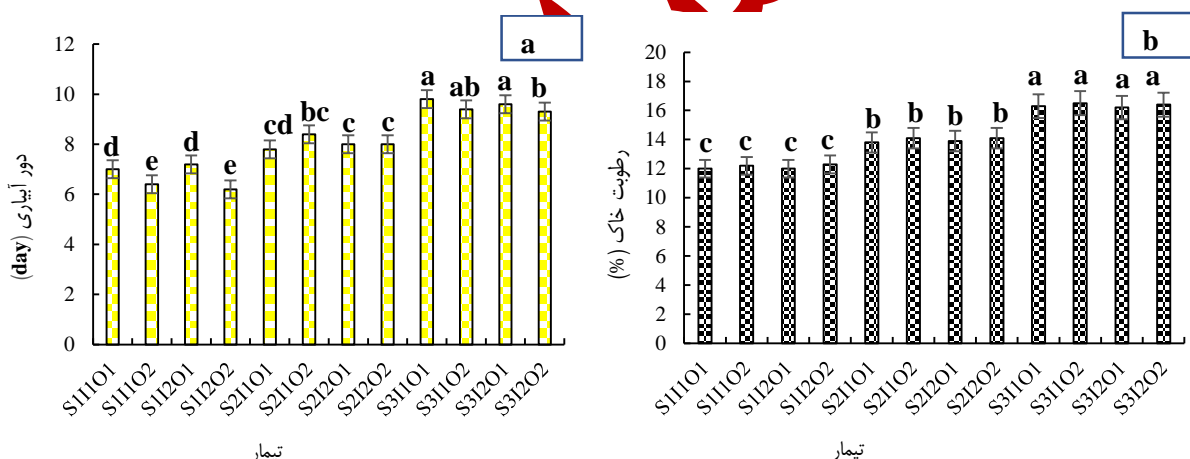 a
12
10
8
6
4
2
0
دور آبیاری (day)
d
e
d
e
cd
bc
c
c
a
ab
a
b
S1I1O1
S1I1O2
S1I2O1
S1I2O2
S2I1O1
S2I1O2
S2I2O1
S2I2O2
S3I1O1
S3I1O2
S3I2O1
S3I2O2
تیمار
b
20
18
16
14
12
10
8
6
4
2
0
رطوبت خاک (%)
c
c
c
c
b
b
b
b
a
a
a
a
S1I1O1
S1I1O2
S1I2O1
S1I2O2
S2I1O1
S2I1O2
S2I2O1
S2I2O2
S3I1O1
S3I1O2
S3I2O1
S3I2O2
تیمار